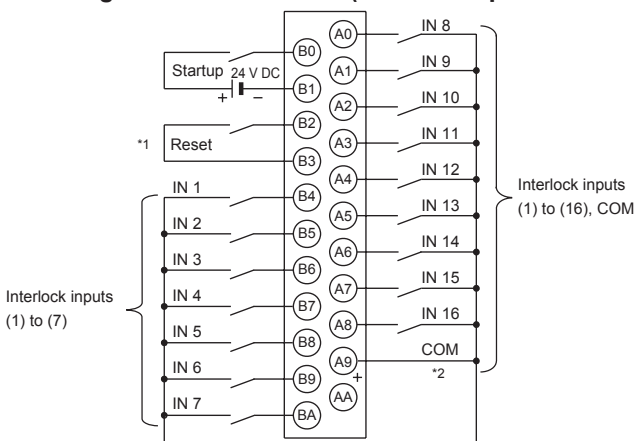 B0
Startup
24 V DC
+
–
B1
B2
*1
Reset
B3
IN 1
B4
IN 2
B5
IN 3
B6
IN 4
B7
IN 5
B8
IN 6
B9
IN 7
BA
Interlock inputs
(1) to (7)
A0
IN 8
A1
IN 9
A2
IN 10
A3
IN 11
A4
IN 12
A5
IN 13
A6
IN 14
A7
IN 15
A8
IN 16
A9
COM
*2
+
AA
Interlock inputs
(1) to (16), COM